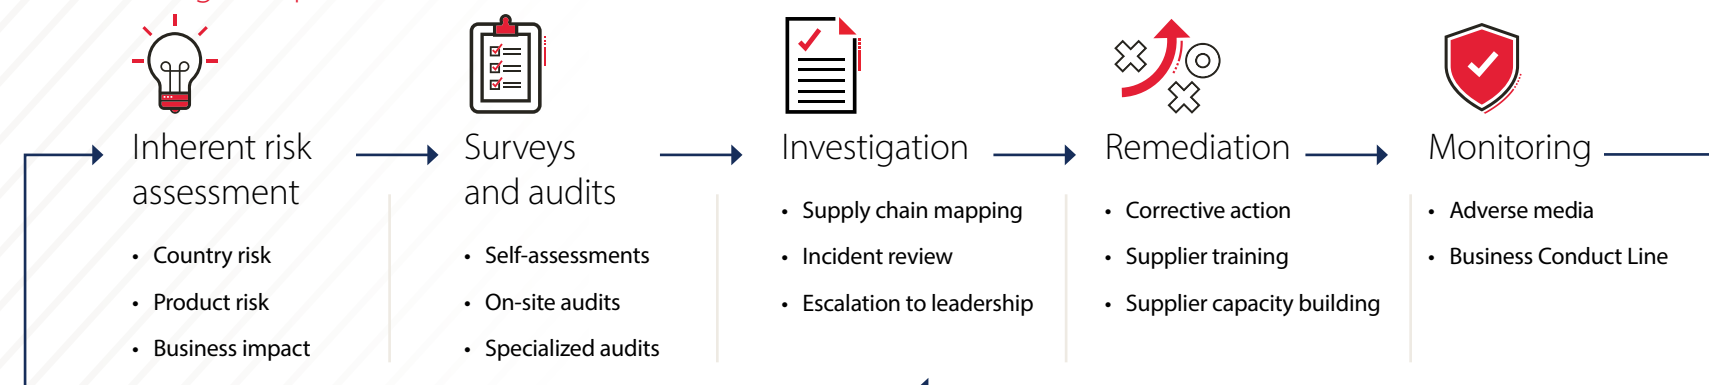 Inherent risk
assessment
• Country risk
• Product risk
• Business impact
Surveys
and audits
• Self-assessments
• On-site audits
• Specialized audits
Investigation
• Supply chain mapping
• Incident review
• Escalation to leadership
Remediation
• Corrective action
• Supplier training
• Supplier capacity building
Monitoring
• Adverse media
• Business Conduct Line